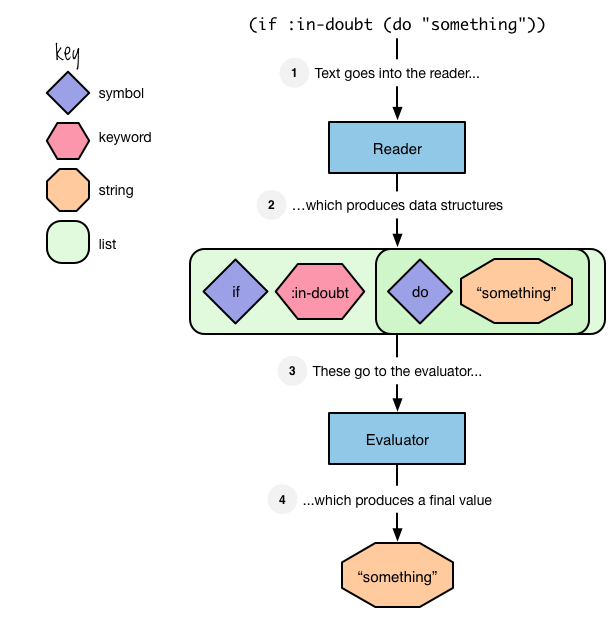 (if :in-doubt (do "something"))
key
1 Text goes into the reader...
symbol
keyword
Reader
string
2 ...which produces data structures
list
if :in-doubt do “something”
3 These go to the evaluator...
Evaluator
4 ...which produces a final value
“something”